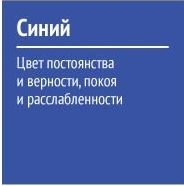 Синий
Цвет постоянства
и верности, покоя
и расслабленности